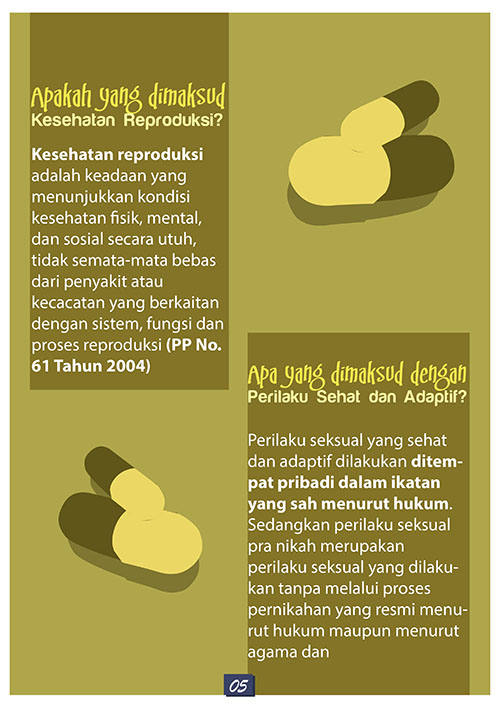 Apakah yang dimaksud
Kesehatan Reproduksi?
Kesehatan reproduksi
adalah keadaan yang
menunjukkan kondisi
kesehatan fisik, mental,
dan sosial secara utuh,
tidak semata-mata bebas
dari penyakit atau
kecacatan yang berkaitan
dengan sistem, fungsi dan
proses reproduksi (PP No.
61 Tahun 2004)
Apa yang dimaksud dengan
Perilaku Sehat dan Adaptif?
Perilaku seksual yang sehat
dan adaptif dilakukan ditem-
pat pribadi dalam ikatan
yang sah menurut hukum.
Sedangkan perilaku seksual
pra nikah merupakan
perilaku seksual yang dilaku-
kan tanpa melalui proses
pernikahan yang resmi menu-
rut hukum maupun menurut
agama dan
05